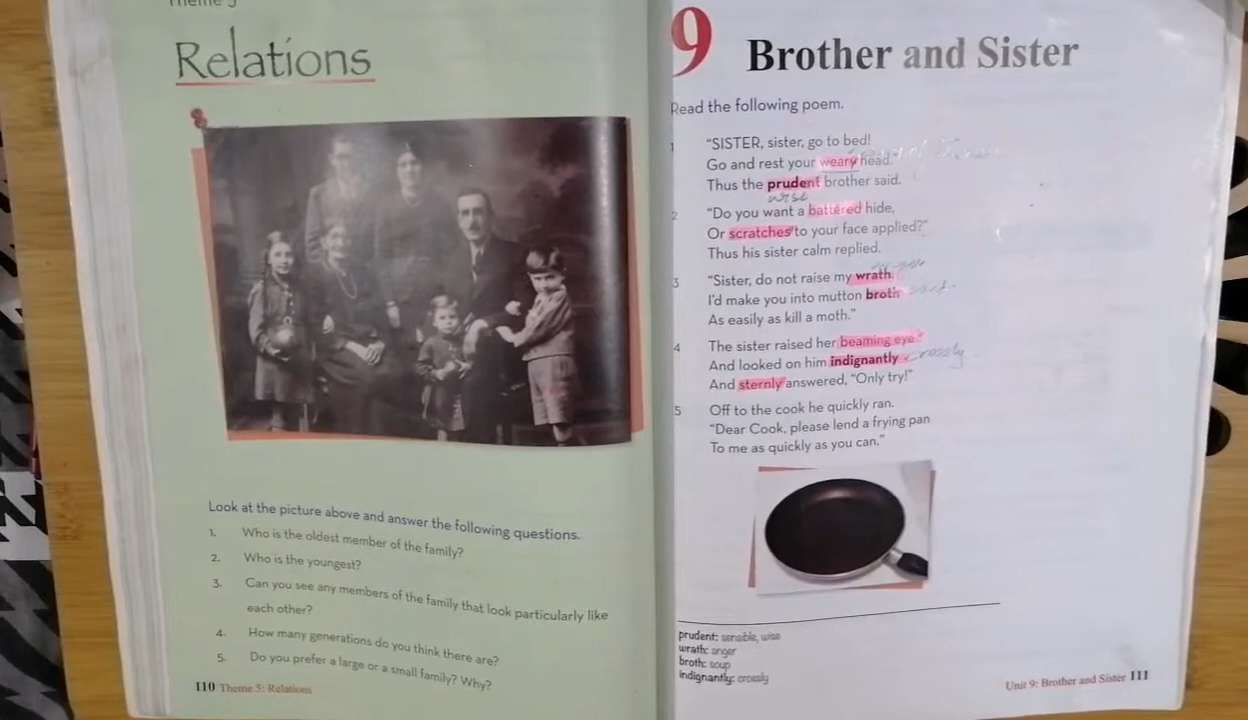 Theme 5
Relations
Look at the picture above and answer the following questions.
1. Who is the oldest member of the family?
2. Who is the youngest?
3. Can you see any members of the family that look particularly like
each other?
4. How many generations do you think there are?
5. Do you prefer a large or a small family? Why?
110 Theme 5: Relations
9 Brother and Sister
Read the following poem.
1 "SISTER, sister, go to bed!
Go and rest your weary head."
Thus the prudent brother said.
wise
2 "Do you want a battered hide,
Or scratches to your face applied?"
Thus his sister calm replied.
3 "Sister, do not raise my wrath.
I'd make you into mutton broth
As easily as kill a moth."
4 The sister raised her beaming eye
And looked on him indignantly crossly
And sternly answered, "Only try!"
5 Off to the cook he quickly ran.
"Dear Cook, please lend a frying pan
To me as quickly as you can."
prudent: sensible, wise
wrath: anger
broth: soup
indignantly: crossly
Unit 9: Brother and Sister 111